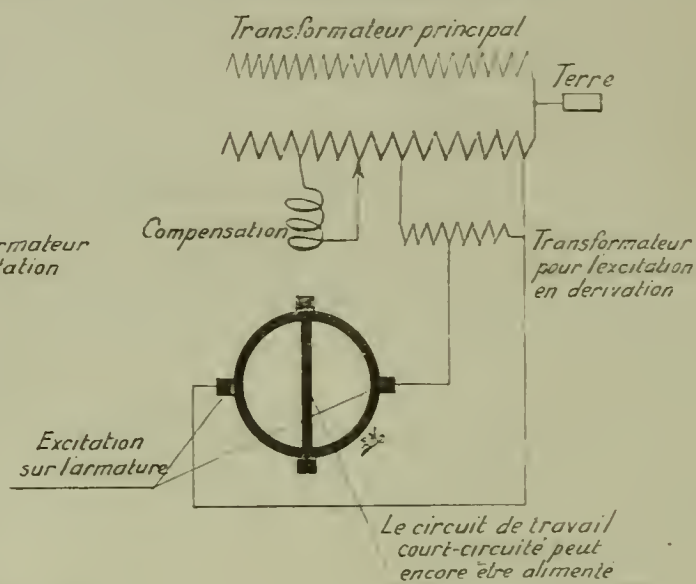 Transformateur principal
Terre
Compensation
rmateur
tation
Transformateur
pour l'excitation
en derivation
Excitation
sur l'armature
Le circuit de travail
court-circuité peut
encore être alimenté